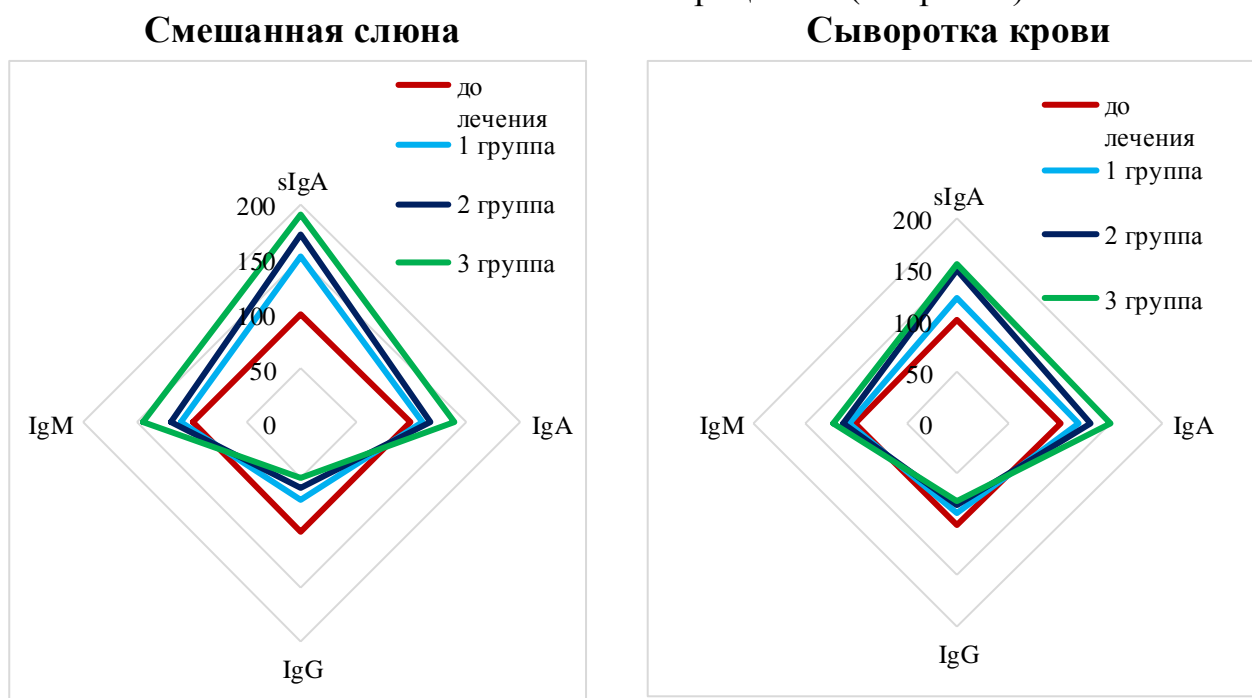 Смешанная слюна
Сыворотка крови
до
лечения
1 группа
2 группа
3 группа
sIgA
200
150
100
50
0
IgM
IgA
IgG
до
лечения
1 группа
2 группа
3 группа
sIgA
200
150
100
50
0
IgM
IgA
IgG